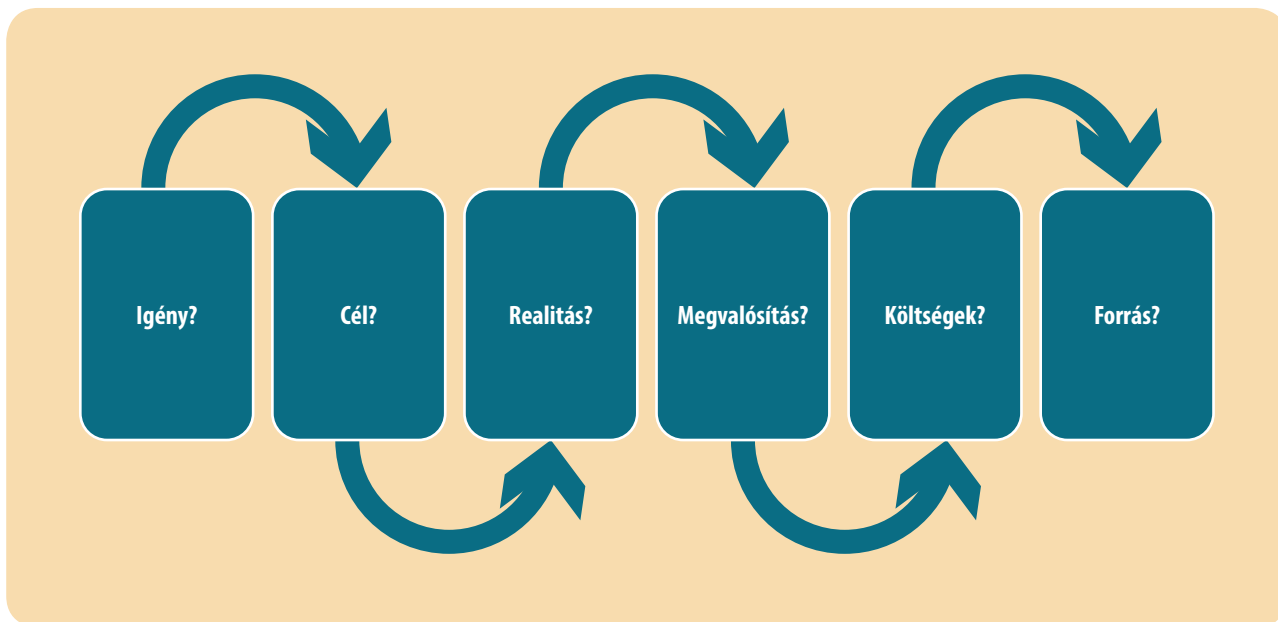 Igény?
Cél?
Realitás?
Megvalósítás?
Költségek?
Forrás?